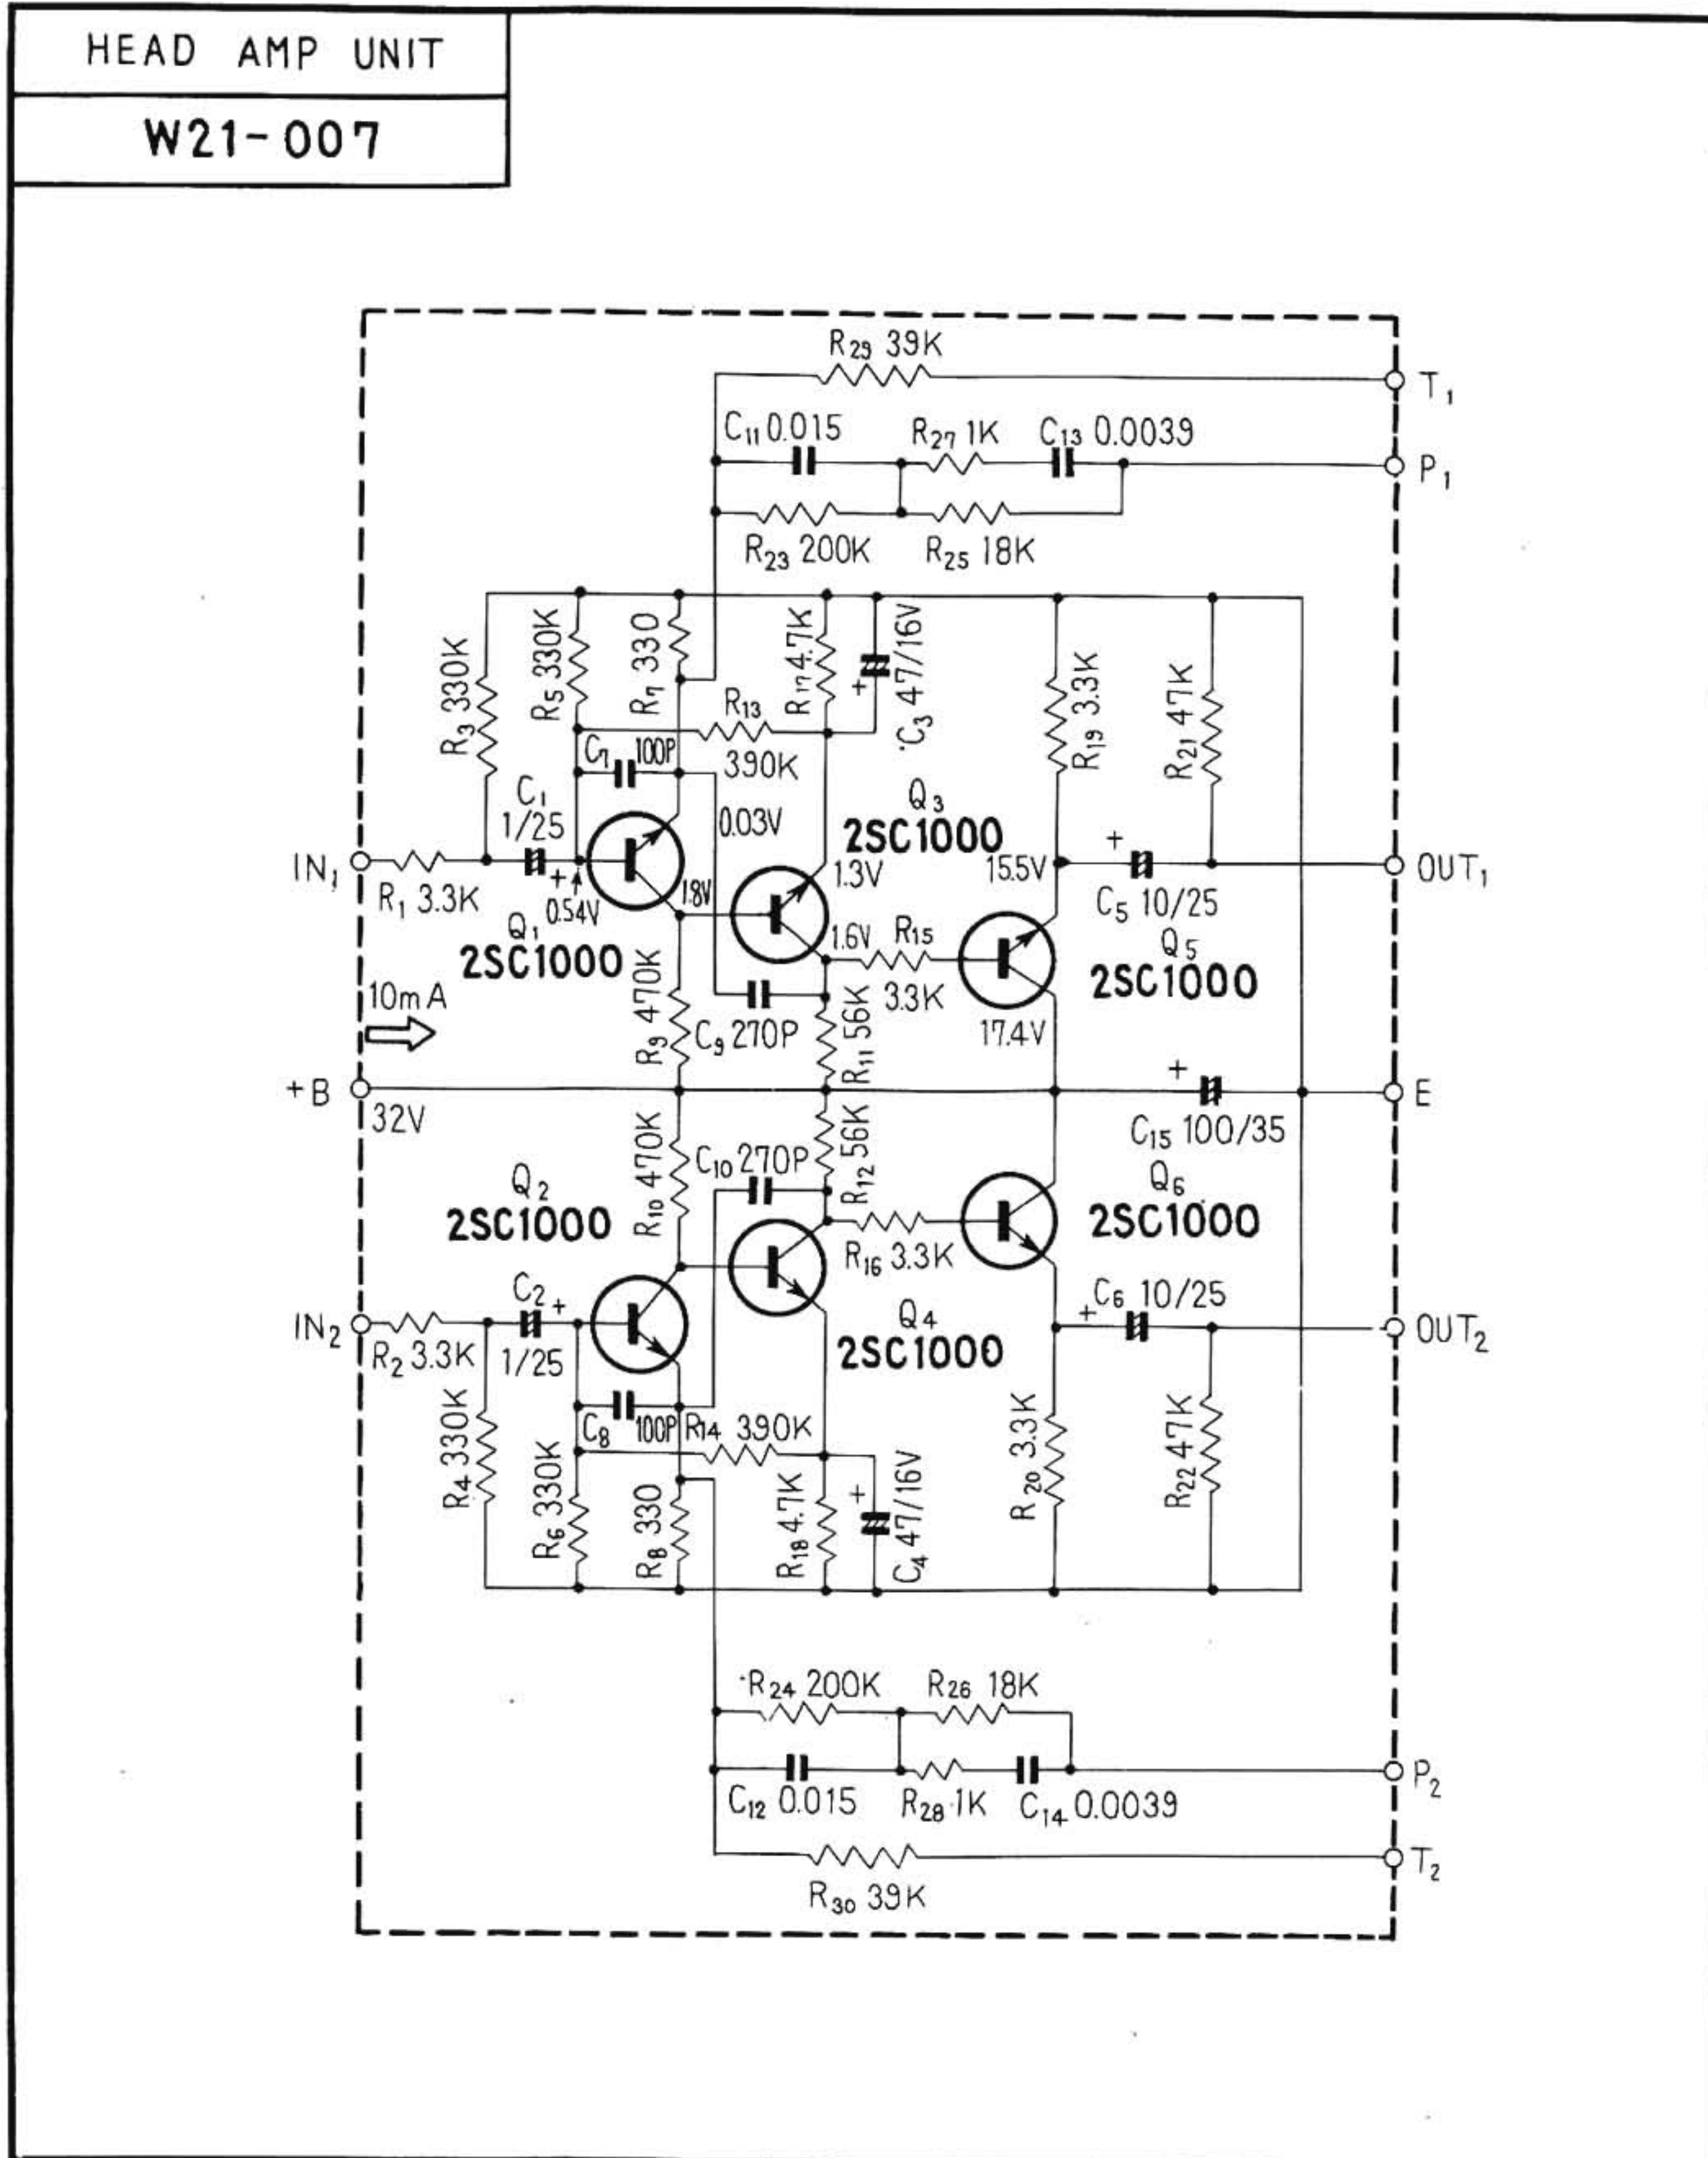 HEAD AMP UNIT
W21-007
R29 39K
T1
C11 0.015
R27 1K
C13 0.0039
P1
R23 200K
R25 18K
R3 330K
R5 330K
R7 330
R17 4.7K
+
C3 47/16V
R19 3.3K
R21 47K
R13
390K
C7 100P
C1
1/25
+
0.54V
0.03V
Q3
2SC1000
IN1
R1 3.3K
1.8V
1.3V
15.5V
+
C5 10/25
OUT1
Q1
2SC1000
1.6V
R15
3.3K
Q5
2SC1000
10mA
R9 470K
C9 270P
R11 56K
17.4V
+B
32V
+
C15 100/35
E
R10 470K
C10 270P
R12 56K
Q2
2SC1000
Q6
2SC1000
R16 3.3K
C2
+
1/25
IN2
R2 3.3K
Q4
2SC1000
+
C6 10/25
OUT2
C8 100P
R14 390K
R4 330K
R6 330K
R8 330
R18 4.7K
+
C4 47/16V
R20 3.3K
R22 47K
R24 200K
R26 18K
C12 0.015
R28 1K
C14 0.0039
P2
R30 39K
T2